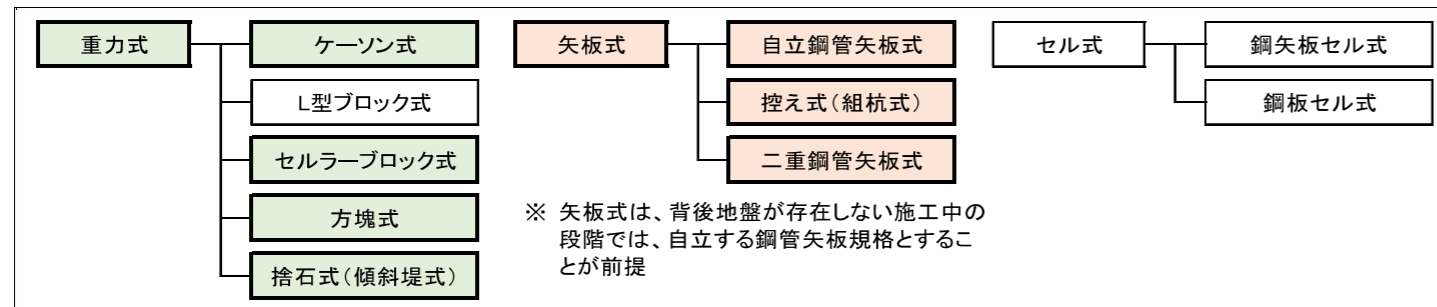 重力式
ケーソン式
L型ブロック式
セルラーブロック式
方塊式
捨石式(傾斜堤式)
矢板式
自立鋼管矢板式
控え式(組杭式)
二重鋼管矢板式
※ 矢板式は、背後地盤が存在しない施工中の
段階では、自立する鋼管矢板規格とするこ
とが前提
セル式
鋼矢板セル式
鋼板セル式